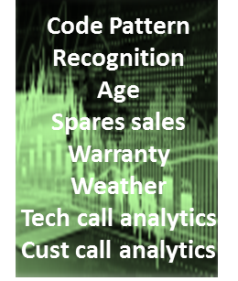 Code Pattern
Recognition
Age
Spares sales
Warranty
Weather
Tech call analytics
Cust call analytics